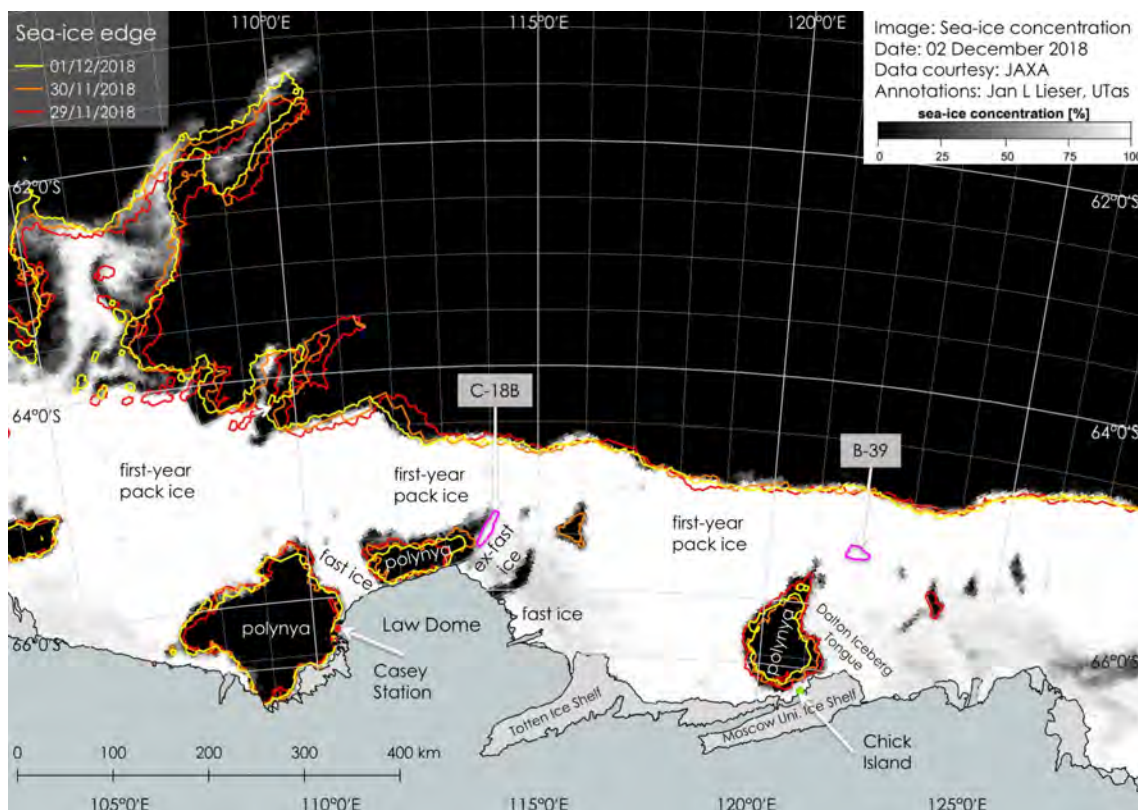 Sea-ice edge
01/12/2018
30/11/2018
29/11/2018
110°0'E
115°0'E
120°0'E
Image: Sea-ice concentration
Date: 02 December 2018
Data courtesy: JAXA
Annotations: Jan L Lieser, UTas
sea-ice concentration [%]
0 25 50 75 100
62°0'S
62°0'S
C-18B
64°0'S
64°0'S
B-39
first-year
pack ice
first-year
pack ice
first-year
pack ice
polynya
ex-fast
ice
fast ice
fast ice
polynya
Law Dome
polynya
Dalton Iceberg
Tongue
66°0'S
66°0'S
Casey
Station
Totten Ice Shelf
Moscow Uni. Ice Shelf
Chick
Island
0 100 200 300 400 km
105°0'E
110°0'E
115°0'E
120°0'E
125°0'E